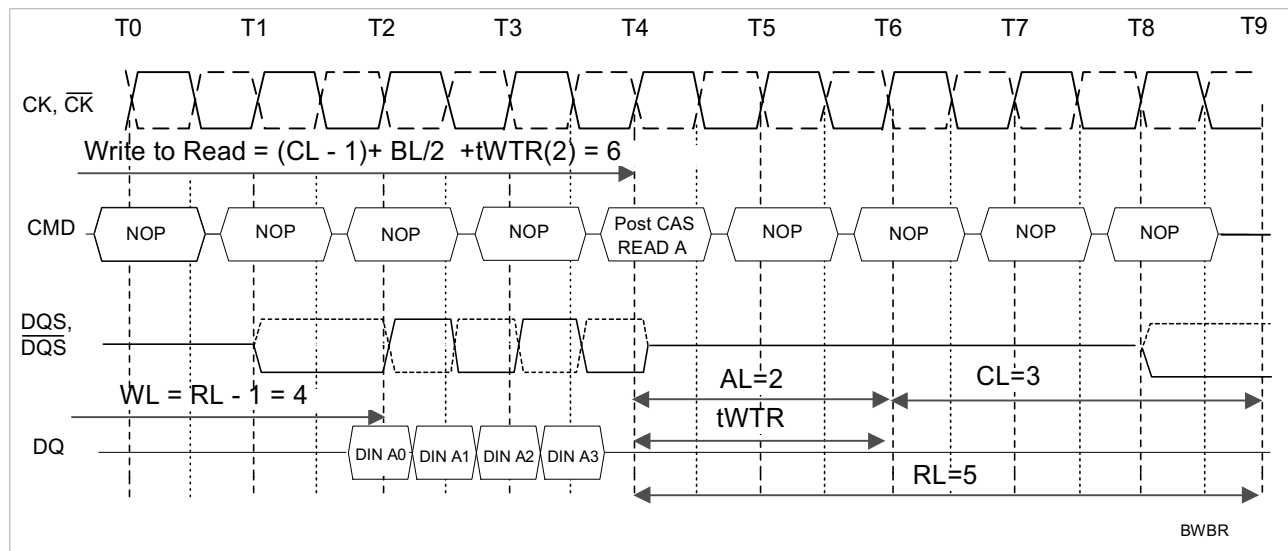 T0 T1 T2 T3 T4 T5 T6 T7 T8 T9
CK, CK
Write to Read = (CL - 1)+ BL/2 +tWTR(2) = 6
CMD NOP NOP NOP NOP Post CAS READ A NOP NOP NOP NOP
DQS,
DQS
AL=2 CL=3
WL = RL - 1 = 4
tWTR
DQ DIN A0 DIN A1 DIN A2 DIN A3
RL=5
BWBR